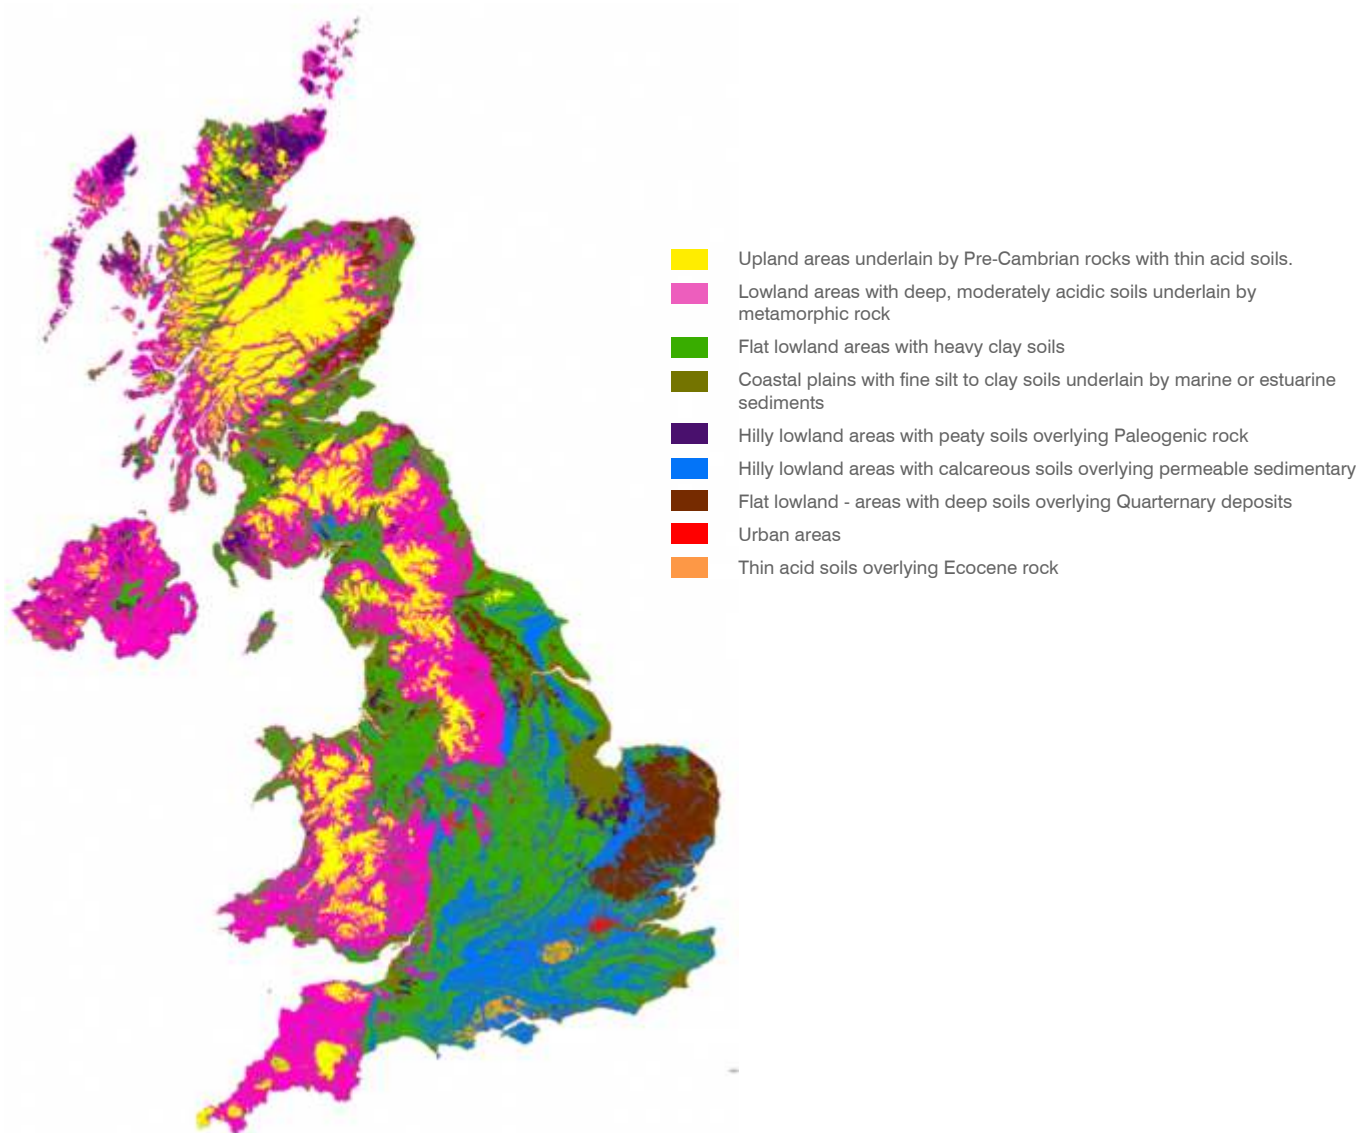 Upland areas underlain by Pre-Cambrian rocks with thin acid soils.
Lowland areas with deep, moderately acidic soils underlain by
metamorphic rock
Flat lowland areas with heavy clay soils
Coastal plains with fine silt to clay soils underlain by marine or estuarine
sediments
Hilly lowland areas with peaty soils overlying Paleogenic rock
Hilly lowland areas with calcareous soils overlying permeable sedimentary
Flat lowland - areas with deep soils overlying Quarternary deposits
Urban areas
Thin acid soils overlying Ecocene rock